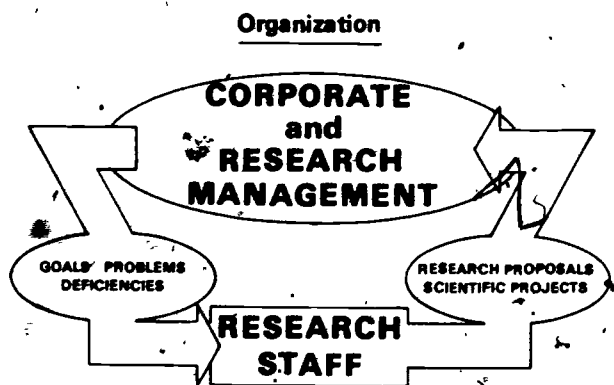 Organization
CORPORATE
and
RESEARCH
MANAGEMENT
GOALS PROBLEMS
DEFICIENCIES
RESEARCH PROPOSALS
SCIENTIFIC PROJECTS
RESEARCH
STAFF